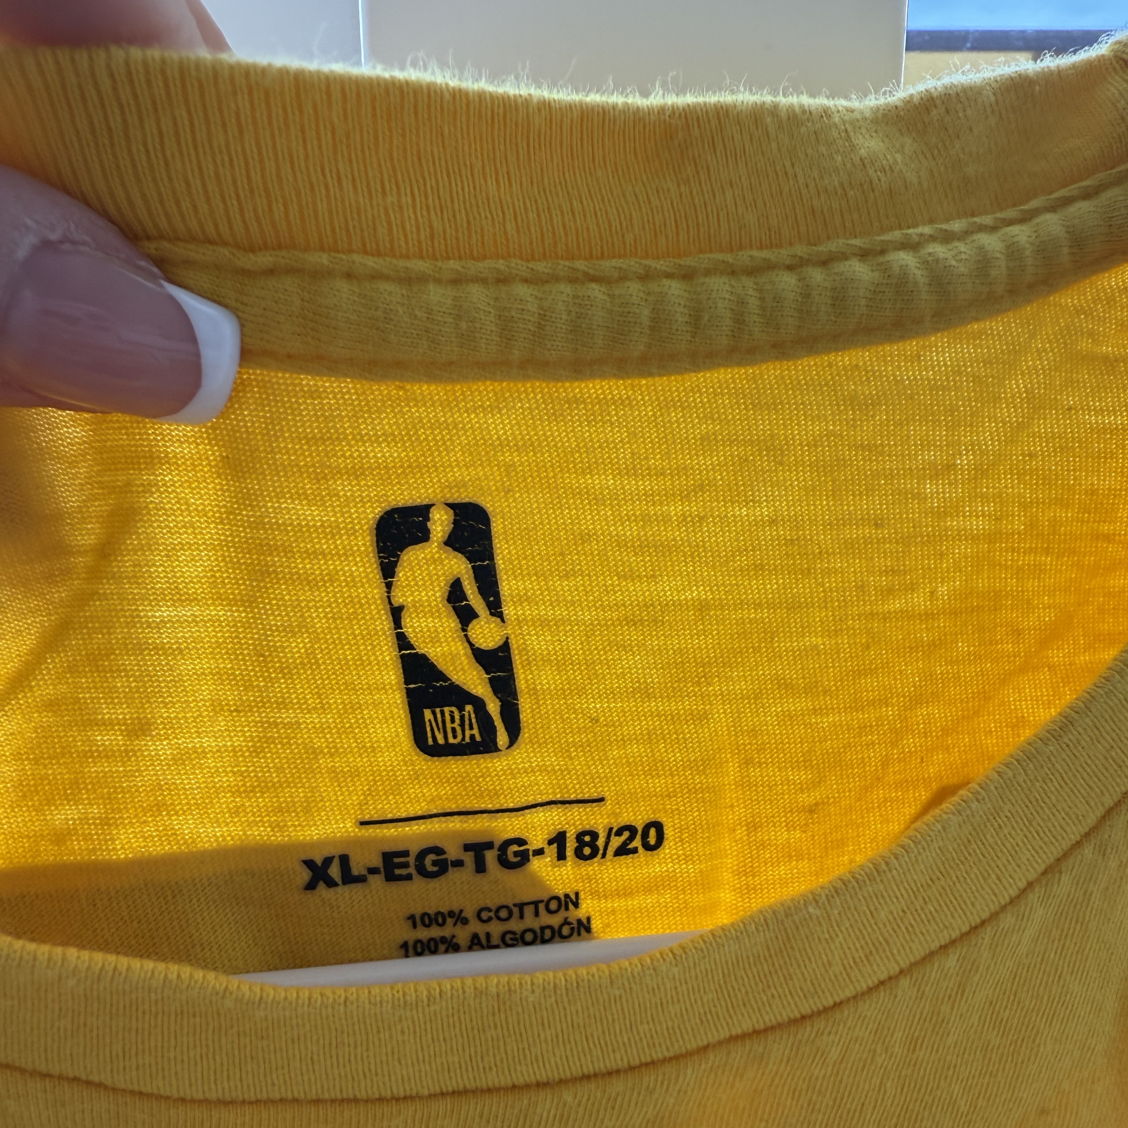 NBA
XL-EG-TG-18/20
100% COTTON
100% ALGODÓN